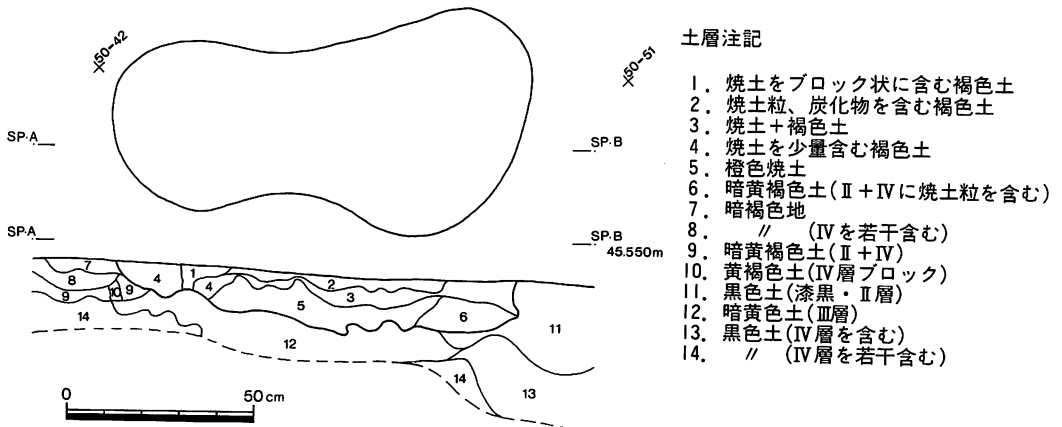 50-42
50-51
SP·A
SP·B
SP·A
SP·B
45.550m
7
8
9
10
9
4
1
4
2
3
5
6
11
14
12
14
13
0
50cm
土層注記
1. 焼土をブロック状に含む褐色土
2. 焼土粒、炭化物を含む褐色土
3. 焼土+褐色土
4. 焼土を少量含む褐色土
5. 橙色焼土
6. 暗黄褐色土(Ⅱ+Ⅳに焼土粒を含む)
7. 暗褐色地
8. 〃 (Ⅳを若干含む)
9. 暗黄褐色土(Ⅱ+Ⅳ)
10. 黄褐色土(Ⅳ層ブロック)
11. 黒色土(漆黒・Ⅱ層)
12. 暗黄色土(Ⅲ層)
13. 黒色土(Ⅳ層を含む)
14. 〃 (Ⅳ層を若干含む)